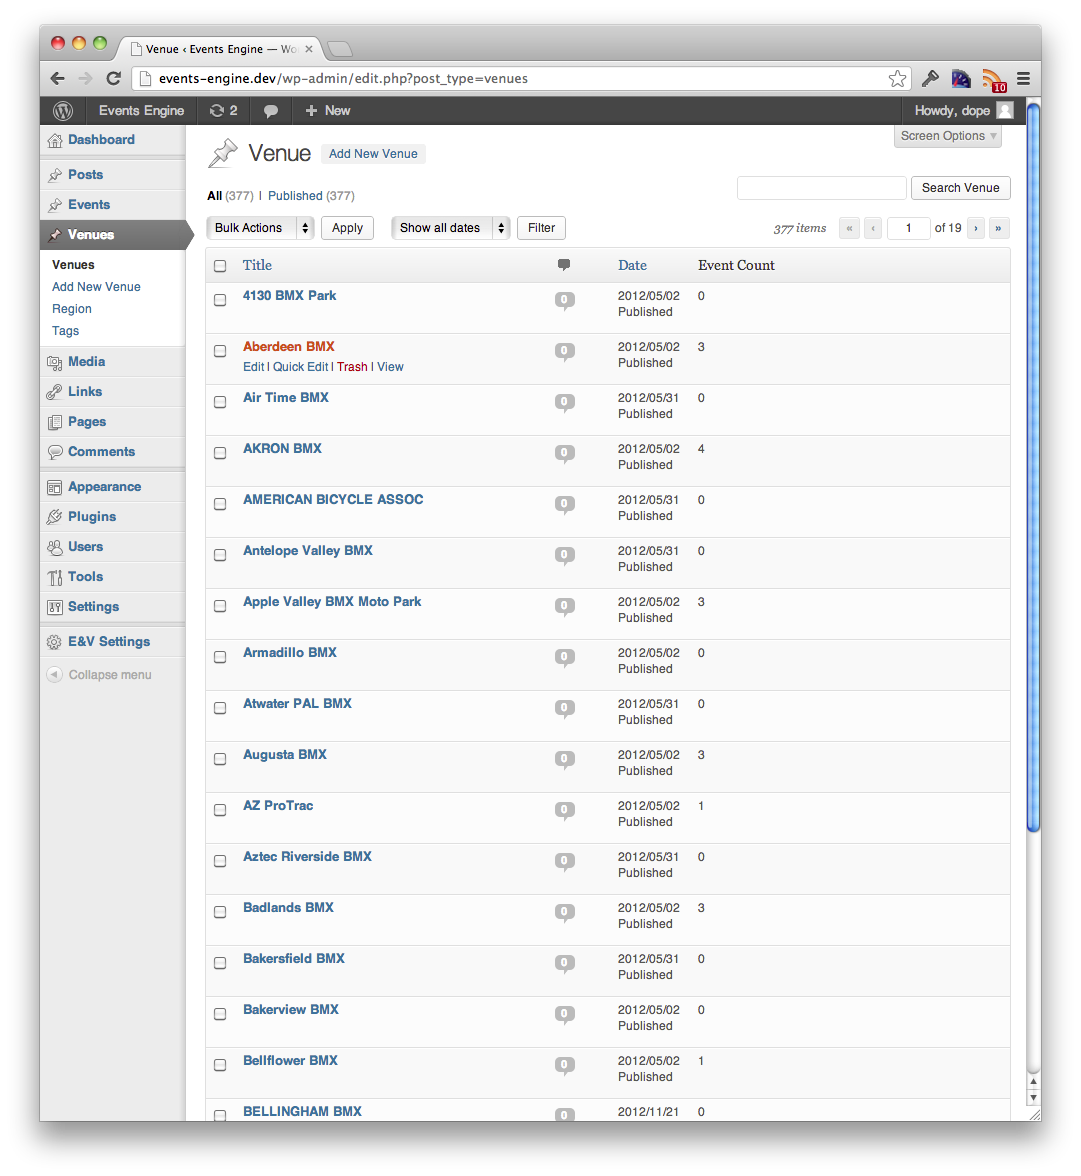 Venue ‹ Events Engine — Wo
events-engine.dev/wp-admin/edit.php?post_type=venues
10
Events Engine 2 + New Howdy, dope
Screen Options
Dashboard
Posts
Events
Venues
Venues
Add New Venue
Region
Tags
Media
Links
Pages
Comments
Appearance
Plugins
Users
Tools
Settings
E&V Settings
Collapse menu
Venue Add New Venue
All (377) | Published (377)
Search Venue
Bulk Actions Apply Show all dates Filter 377 items « ‹ 1 of 19 › »
Title Date Event Count
4130 BMX Park 0 2012/05/02 0
Published
Aberdeen BMX 0 2012/05/02 3
Edit | Quick Edit | Trash | View Published
Air Time BMX 0 2012/05/31 0
Published
AKRON BMX 0 2012/05/02 4
Published
AMERICAN BICYCLE ASSOC 0 2012/05/31 0
Published
Antelope Valley BMX 0 2012/05/31 0
Published
Apple Valley BMX Moto Park 0 2012/05/02 3
Published
Armadillo BMX 0 2012/05/02 0
Published
Atwater PAL BMX 0 2012/05/31 0
Published
Augusta BMX 0 2012/05/02 3
Published
AZ ProTrac 0 2012/05/02 1
Published
Aztec Riverside BMX 0 2012/05/31 0
Published
Badlands BMX 0 2012/05/02 3
Published
Bakersfield BMX 0 2012/05/31 0
Published
Bakerview BMX 0 2012/05/02 0
Published
Bellflower BMX 0 2012/05/02 1
Published
BELLINGHAM BMX 0 2012/11/21 0